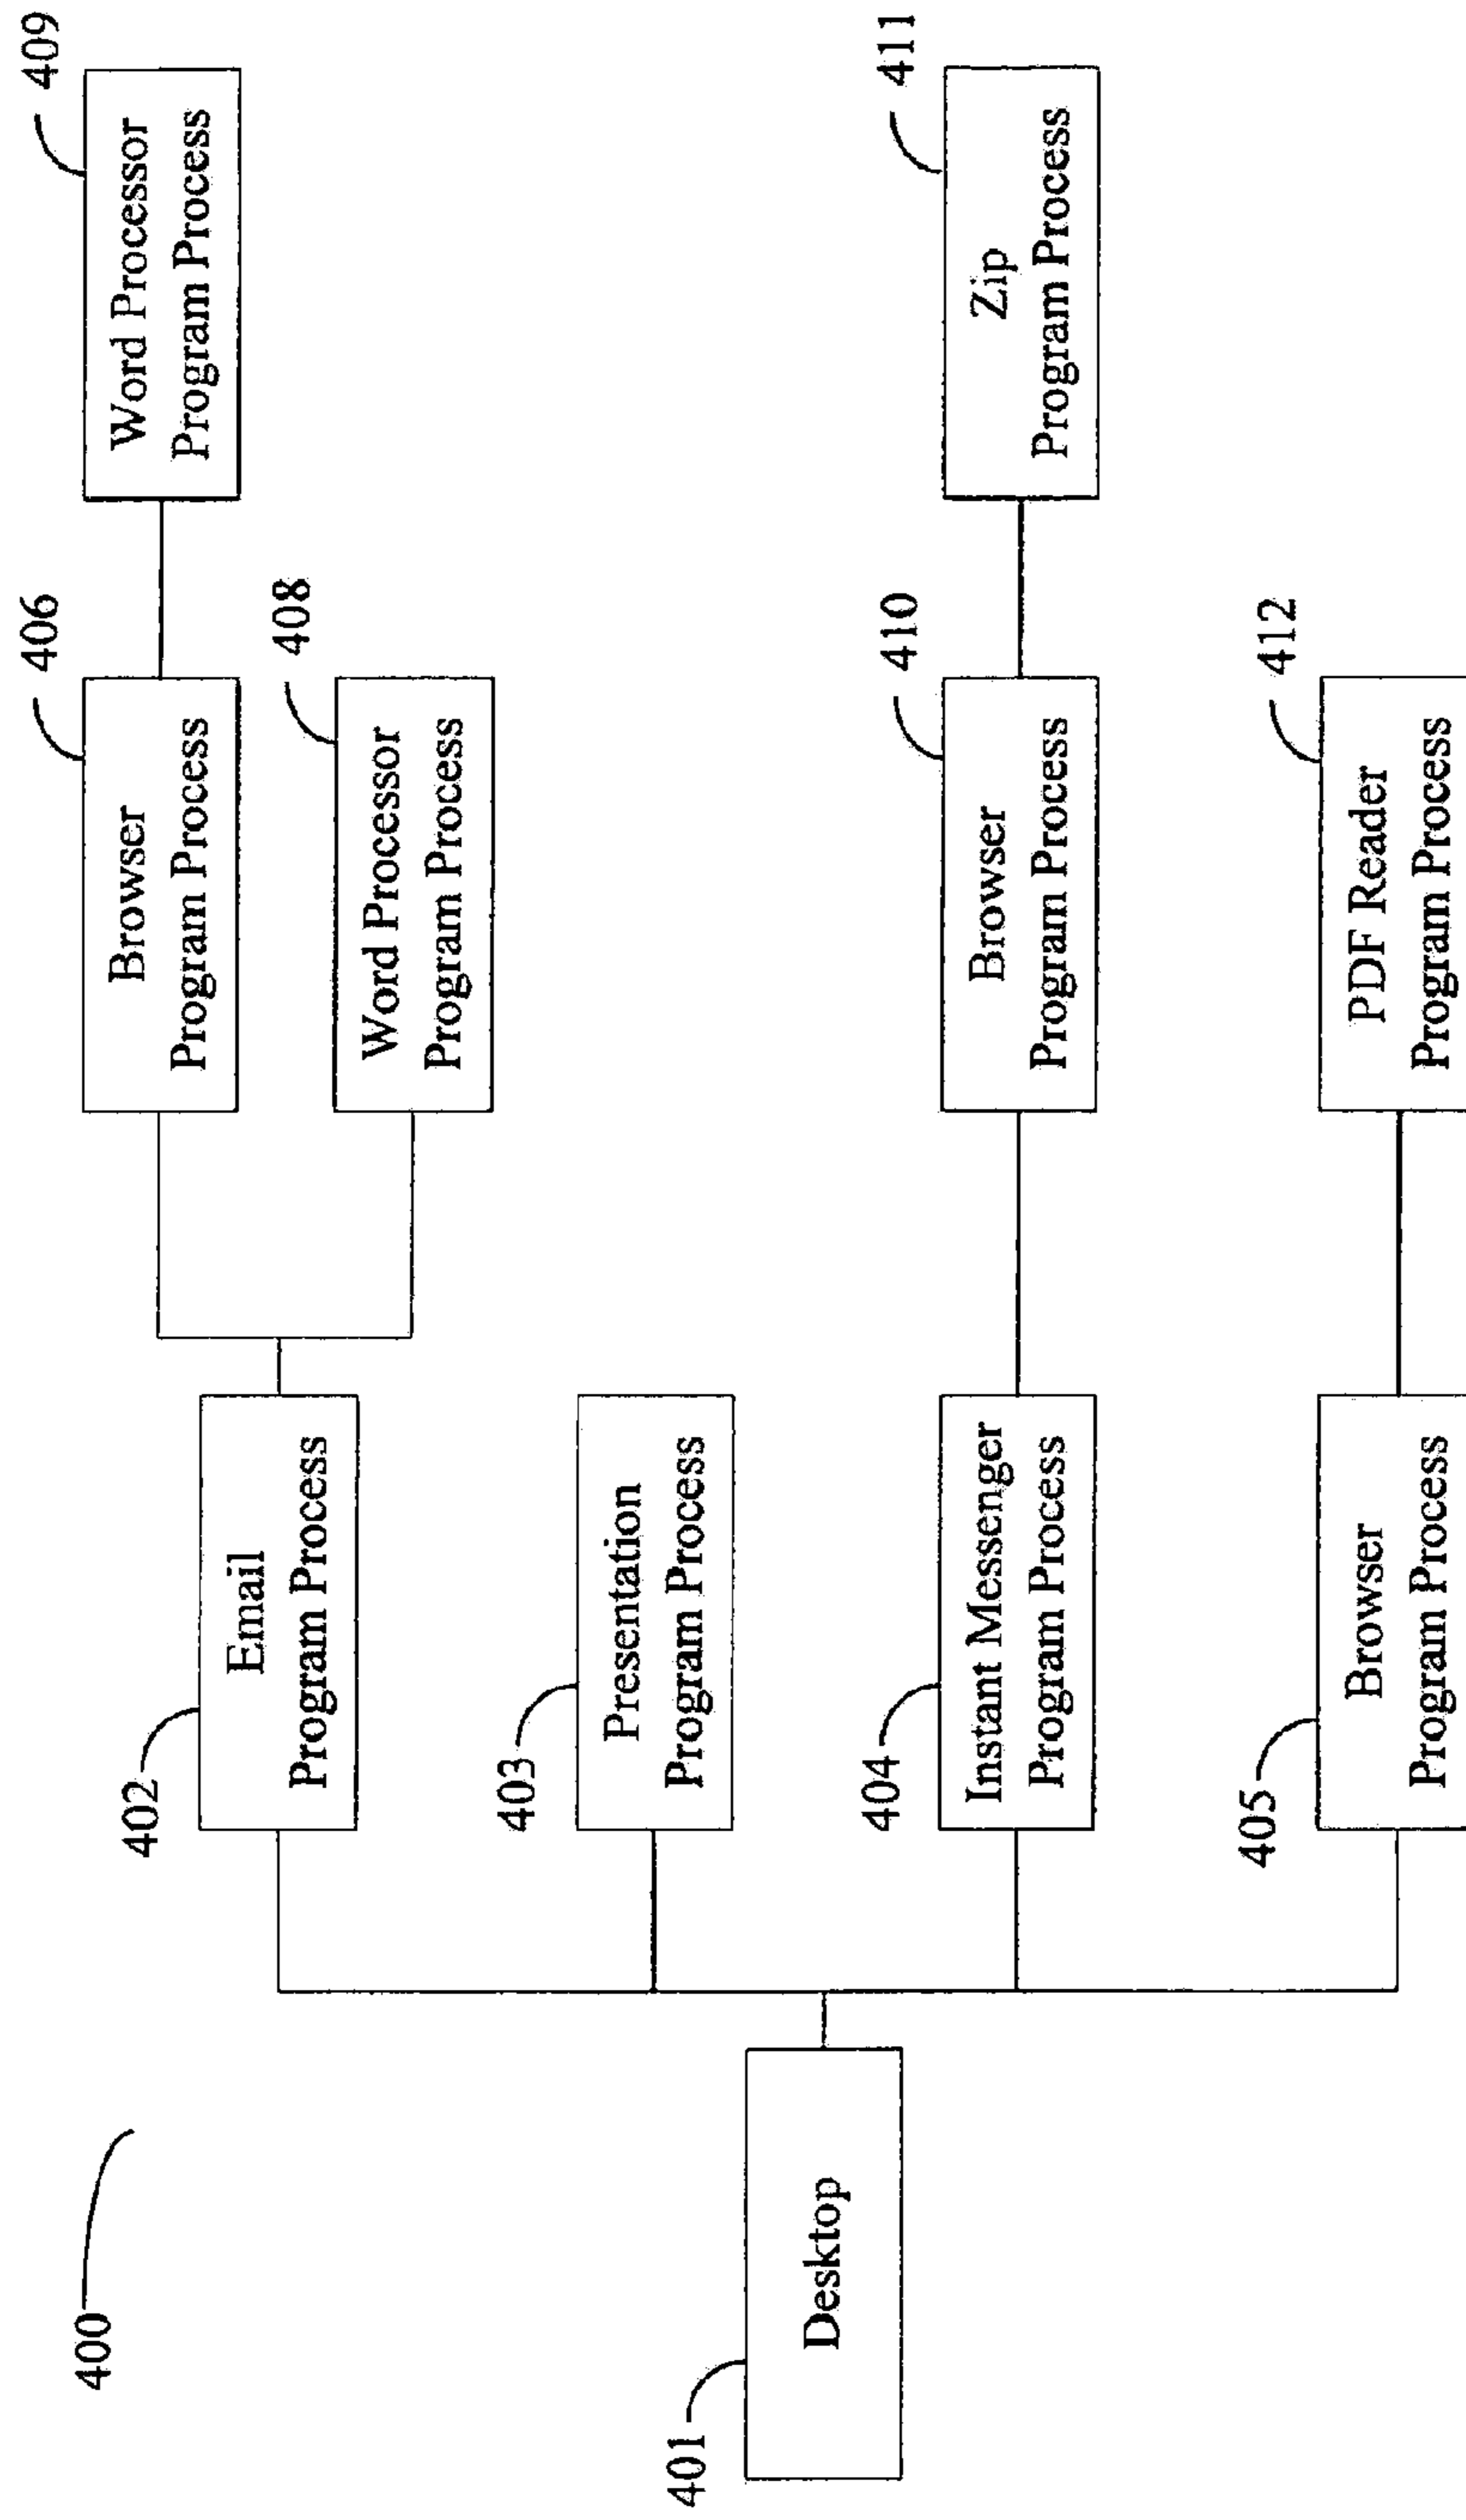 400
401
Desktop
402
Email
Program Process
403
Presentation
Program Process
404
Instant Messenger
Program Process
405
Browser
Program Process
406
Browser
Program Process
408
Word Processor
Program Process
410
Browser
Program Process
412
PDF Reader
Program Process
409
Word Processor
Program Process
411
Zip
Program Process